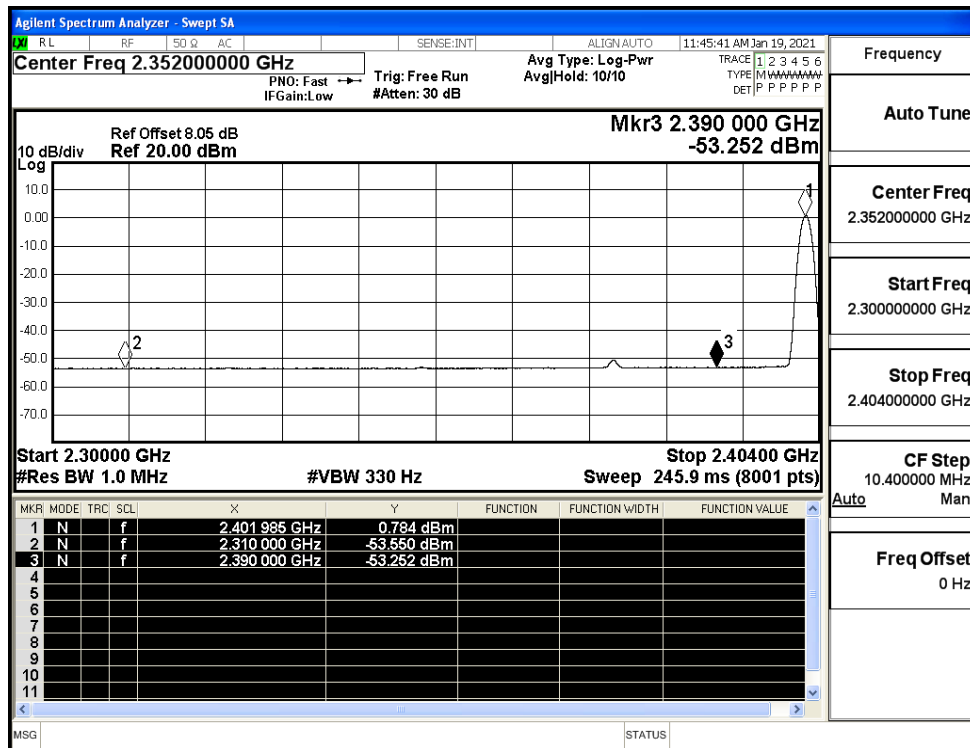 Agilent Spectrum Analyzer - Swept SA
LXI RL RF 50 Ω AC SENSE:INT ALIGN AUTO 11:45:41 AM Jan 19, 2021
Center Freq 2.352000000 GHz
PNO: Fast
IFGain:Low
Trig: Free Run
#Atten: 30 dB
Avg Type: Log-Pwr
Avg|Hold: 10/10
TRACE 1 2 3 4 5 6
TYPE M W W W W W
DET P P P P P P
Ref Offset 8.05 dB
10 dB/div Ref 20.00 dBm
Log
Mkr3 2.390 000 GHz
-53.252 dBm
10.0
0.00
-10.0
-20.0
-30.0
-40.0
-50.0
-60.0
-70.0
1
2
3
Start 2.30000 GHz Stop 2.40400 GHz
#Res BW 1.0 MHz #VBW 330 Hz Sweep 245.9 ms (8001 pts)
MKR MODE TRC SCL X Y FUNCTION FUNCTION WIDTH FUNCTION VALUE
1 N f 2.401 985 GHz 0.784 dBm
2 N f 2.310 000 GHz -53.550 dBm
3 N f 2.390 000 GHz -53.252 dBm
4
5
6
7
8
9
10
11
MSG STATUS
Frequency
Auto Tune
Center Freq
2.352000000 GHz
Start Freq
2.300000000 GHz
Stop Freq
2.404000000 GHz
CF Step
10.400000 MHz
Auto Man
Freq Offset
0 Hz